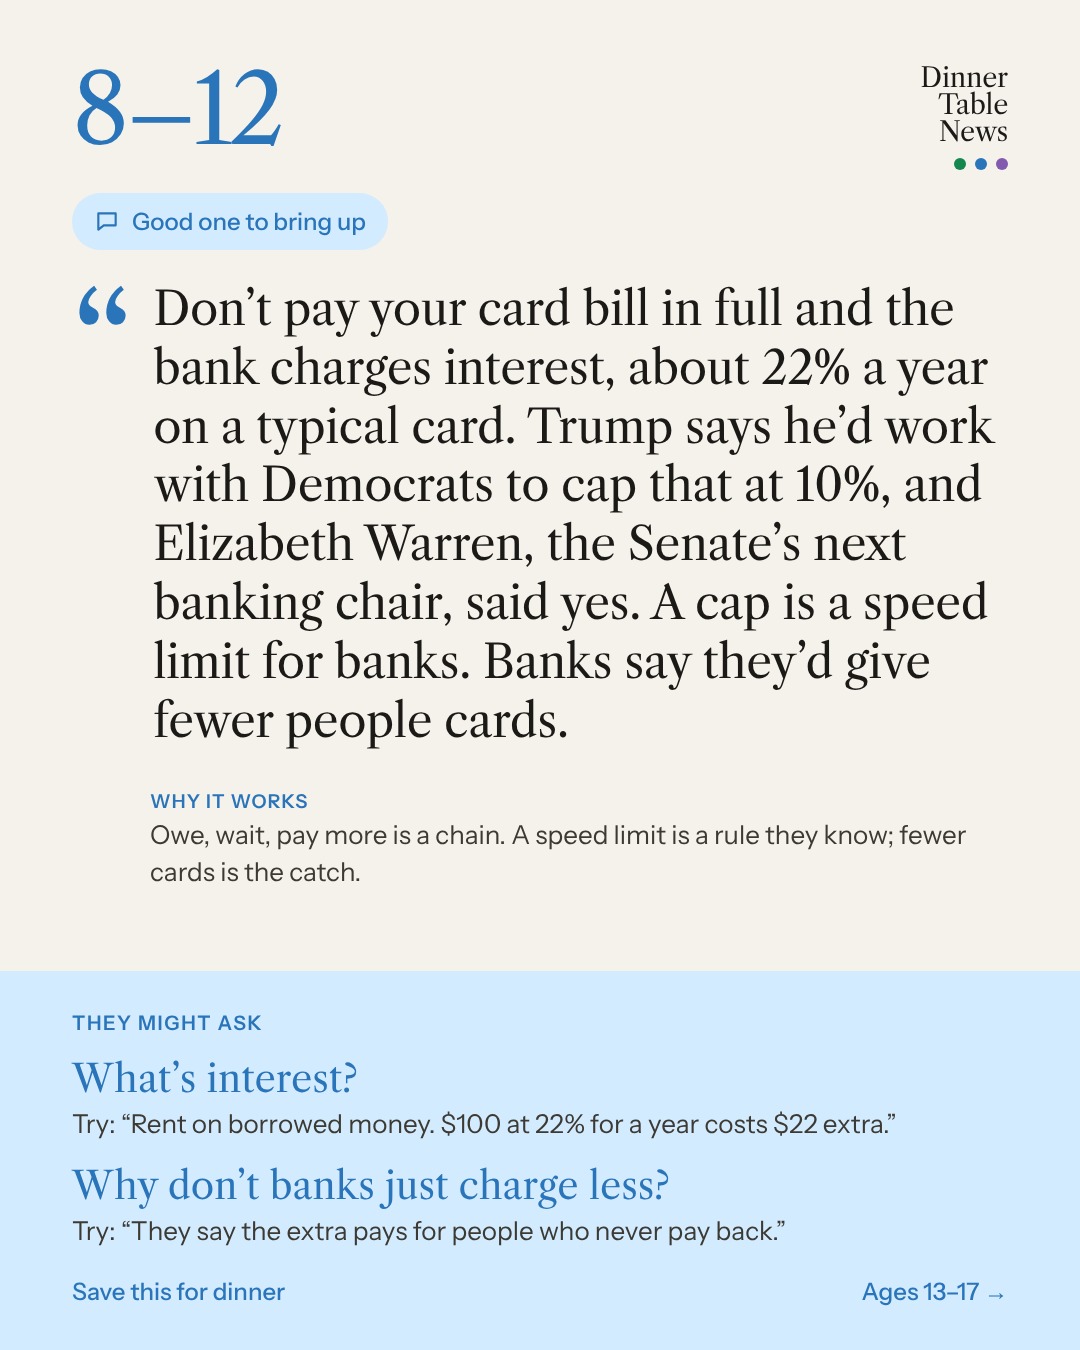 8–12
Dinner
Table
News
Good one to bring up
“Don’t pay your card bill in full and the
bank charges interest, about 22% a year
on a typical card. Trump says he’d work
with Democrats to cap that at 10%, and
Elizabeth Warren, the Senate’s next
banking chair, said yes. A cap is a speed
limit for banks. Banks say they’d give
fewer people cards.
WHY IT WORKS
Owe, wait, pay more is a chain. A speed limit is a rule they know; fewer
cards is the catch.
THEY MIGHT ASK
What’s interest?
Try: “Rent on borrowed money. $100 at 22% for a year costs $22 extra.”
Why don’t banks just charge less?
Try: “They say the extra pays for people who never pay back.”
Save this for dinner
Ages 13–17 →